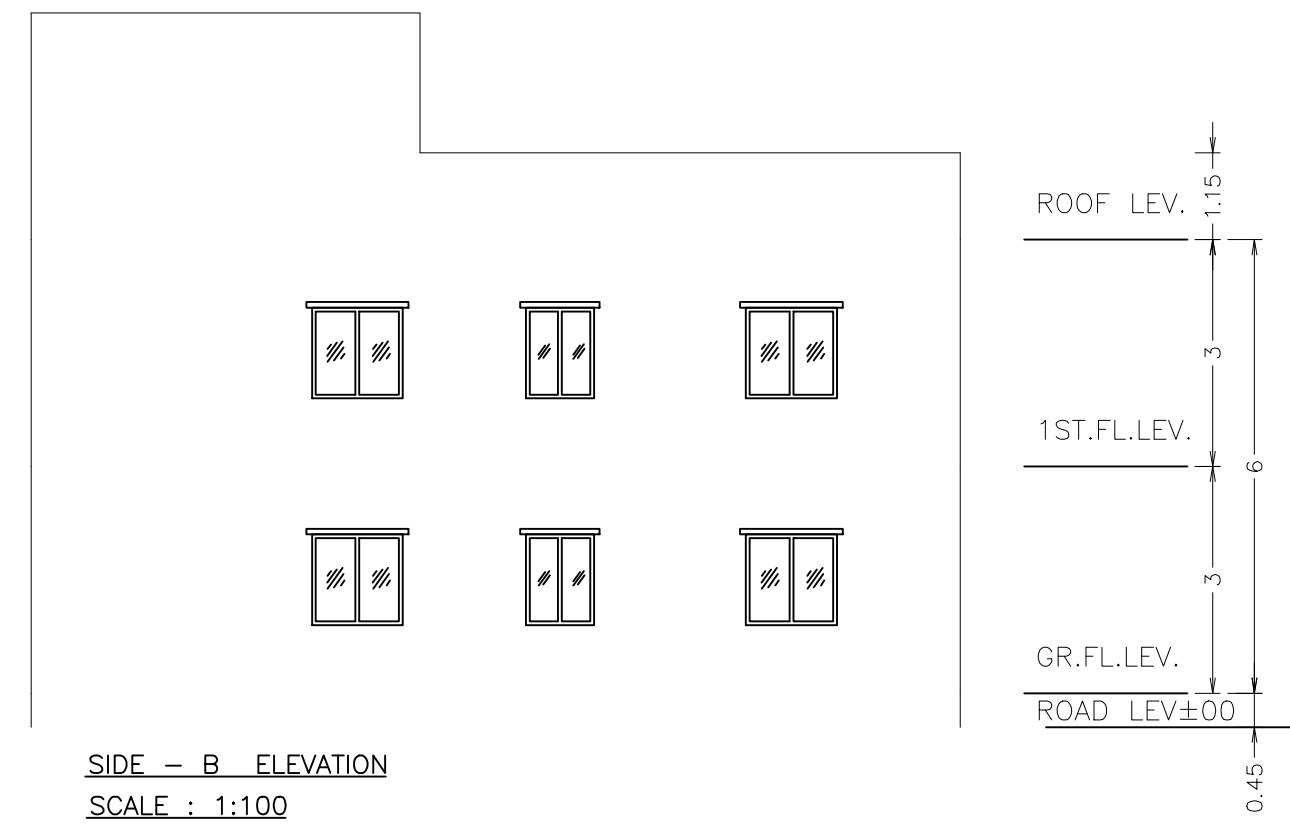 ROOF LEV.
1.15
3
1ST.FL.LEV.
6
3
GR.FL.LEV.
ROAD LEV±00
0.45
SIDE - B ELEVATION
SCALE : 1:100